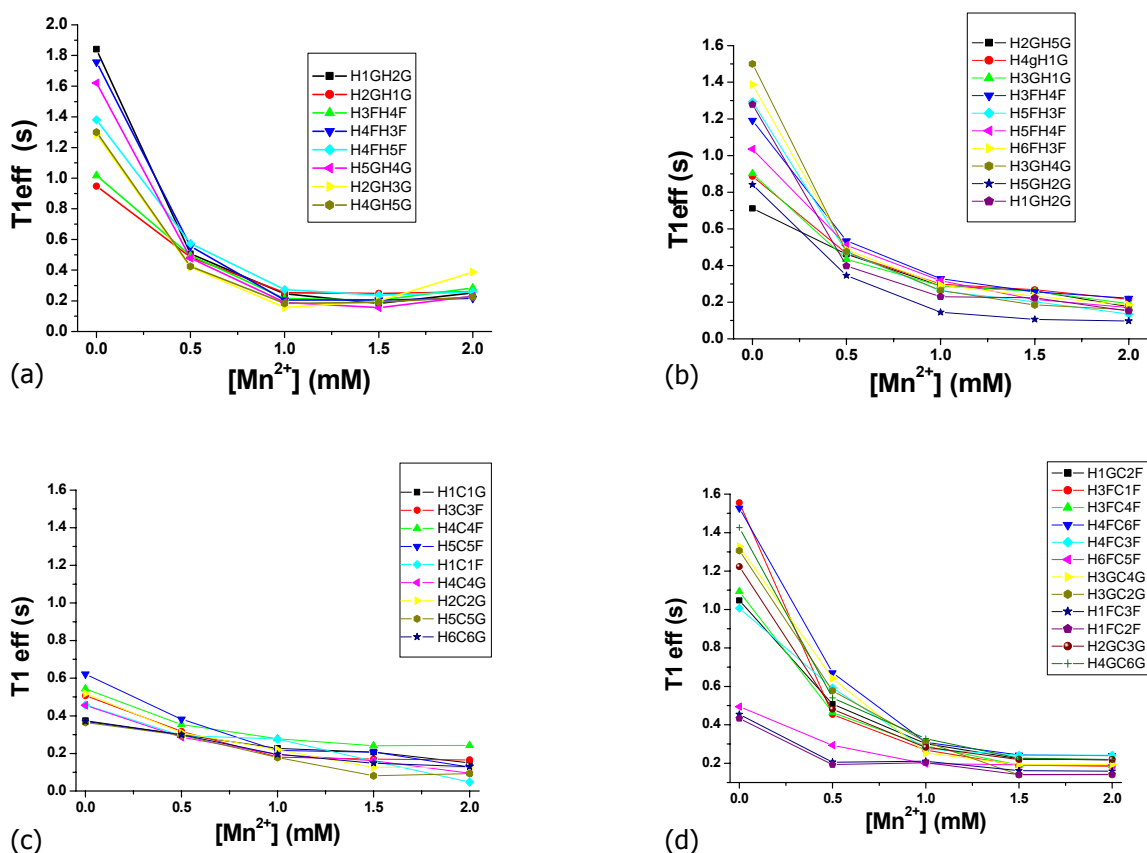 2.0
1.8
1.6
1.4
1.2
1.0
0.8
0.6
0.4
0.2
0.0
T1eff (s)
0.0 0.5 1.0 1.5 2.0
[Mn2+] (mM)
H1GH2G
H2GH1G
H3FH4F
H4FH3F
H4FH5F
H5GH4G
H2GH3G
H4GH5G
(a)
1.6
1.4
1.2
1.0
0.8
0.6
0.4
0.2
0.0
T1eff (s)
0.0 0.5 1.0 1.5 2.0
[Mn2+] (mM)
H2GH5G
H4gH1G
H3GH1G
H3FH4F
H5FH3F
H5FH4F
H6FH3F
H3GH4G
H5GH2G
H1GH2G
(b)
1.6
1.4
1.2
1.0
0.8
0.6
0.4
0.2
0.0
T1 eff (s)
0.0 0.5 1.0 1.5 2.0
[Mn2+] (mM)
H1C1G
H3C3F
H4C4F
H5C5F
H1C1F
H4C4G
H2C2G
H5C5G
H6C6G
(c)
1.6
1.4
1.2
1.0
0.8
0.6
0.4
0.2
T1 eff (s)
0.0 0.5 1.0 1.5 2.0
[Mn2+] (mM)
H1GC2F
H3FC1F
H3FC4F
H4FC6F
H4FC3F
H6FC5F
H3GC4G
H3GC2G
H1FC3F
H1FC2F
H2GC3G
H4GC6G
(d)